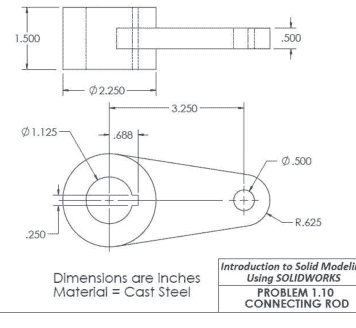 1.500
.500
Ø2.250
3.250
Ø1.125
.688
Ø.500
.250
R.625
Dimensions are Inches
Material = Cast Steel
Introduction to Solid Modeli
Using SOLIDWORKS
PROBLEM 1.10
CONNECTING ROD